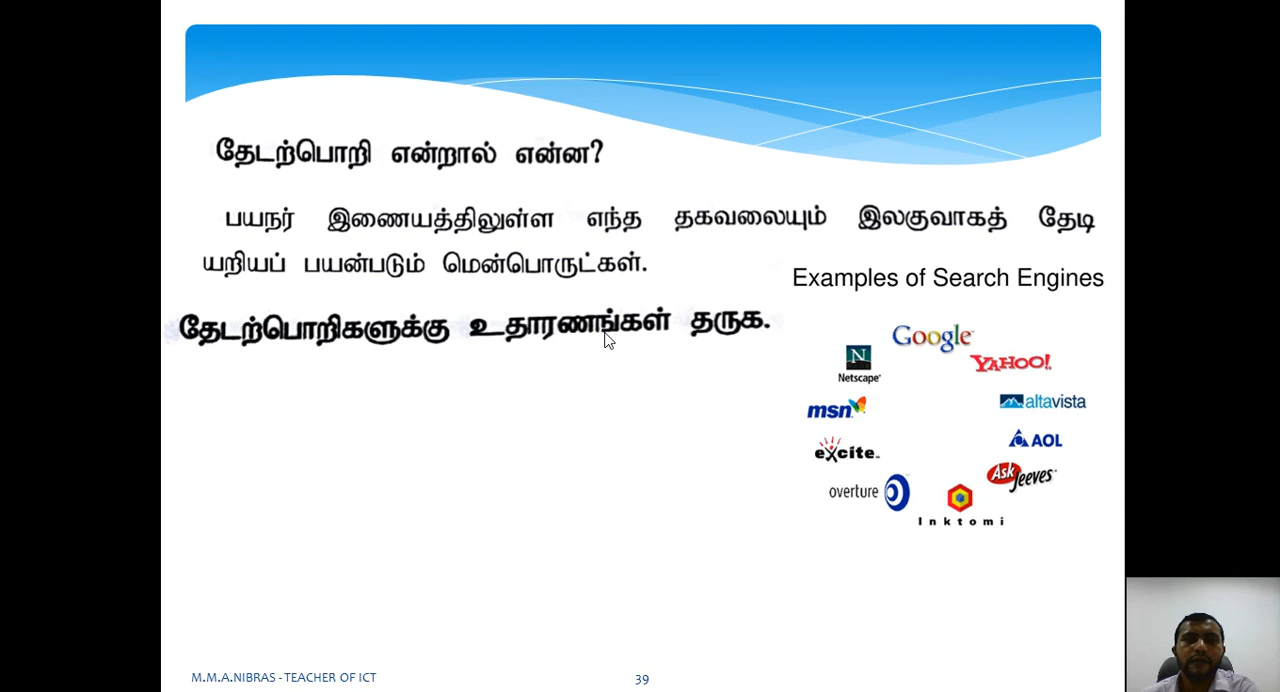 தேடற்பொறி என்றால் என்ன?
பயநர் இணையத்திலுள்ள எந்த தகவலையும் இலகுவாகத் தேடி
யறியப் பயன்படும் மென்பொருட்கள்.
தேடற்பொறிகளுக்கு உதாரணங்கள் தருக.
Examples of Search Engines
Google
N
Netscape
YAHOO!
msn
altavista
excite
AOL
overture
Ask Jeeves
Inktomi
M.M.A.NIBRAS - TEACHER OF ICT
39